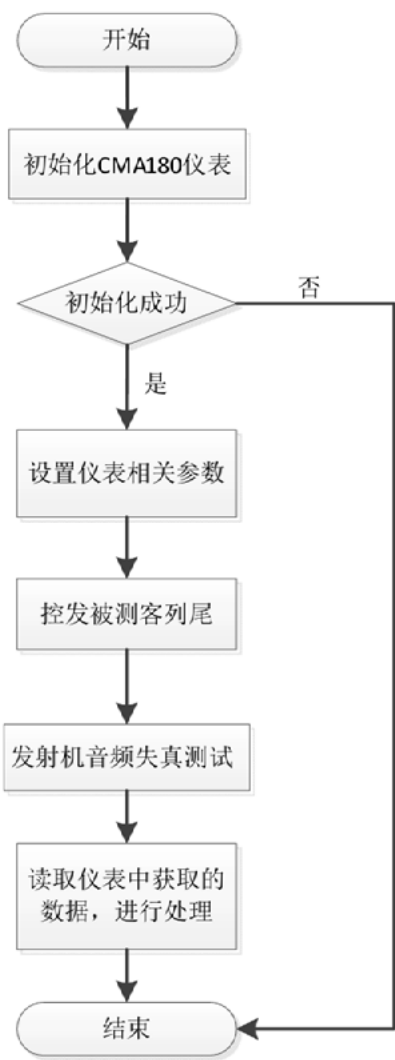 开始
初始化CMA180仪表
初始化成功
否
是
设置仪表相关参数
控发被测客列尾
发射机音频失真测试
读取仪表中获取的
数据，进行处理
结束